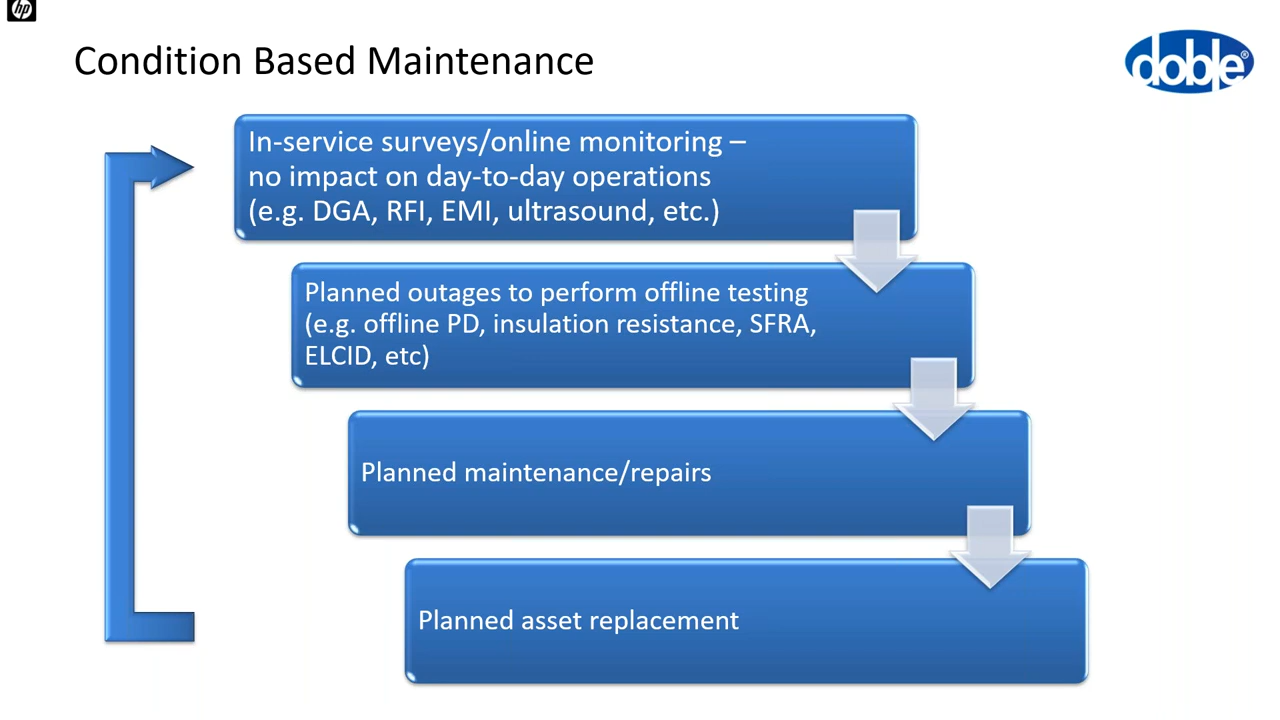 hp
Condition Based Maintenance
doble®
In-service surveys/online monitoring –
no impact on day-to-day operations
(e.g. DGA, RFI, EMI, ultrasound, etc.)
Planned outages to perform offline testing
(e.g. offline PD, insulation resistance, SFRA,
ELCID, etc)
Planned maintenance/repairs
Planned asset replacement